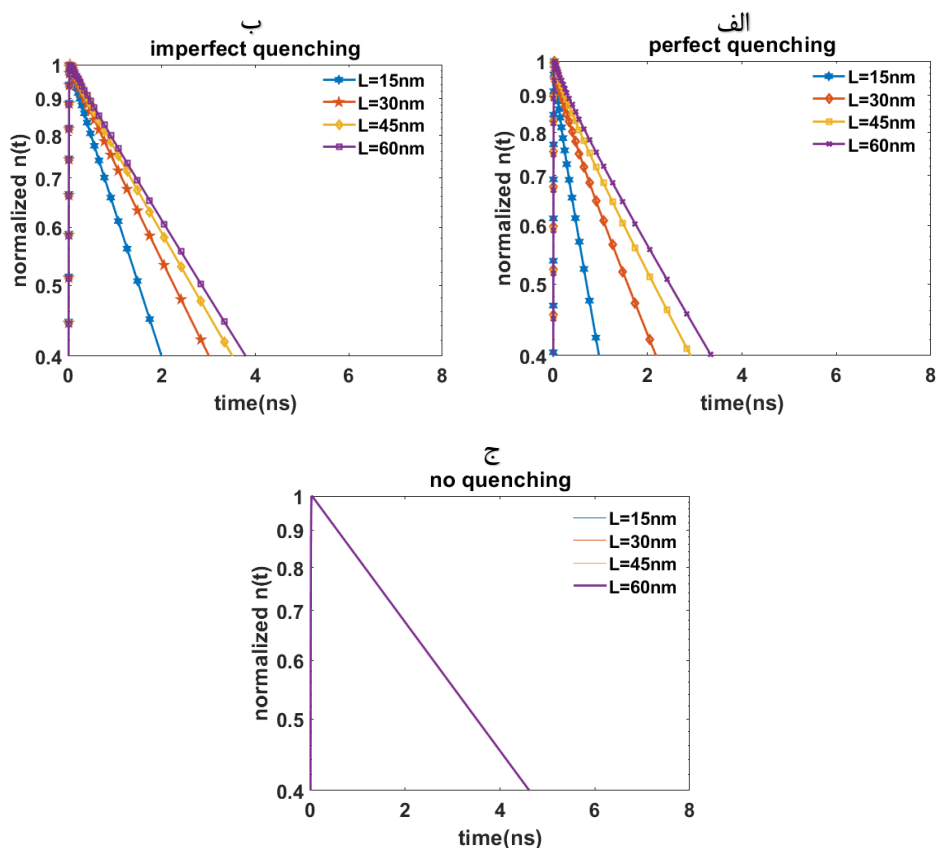 ب
imperfect quenching
L=15nm
L=30nm
L=45nm
L=60nm
1
0.9
0.8
0.7
0.6
0.5
0.4
normalized n(t)
0 2 4 6 8
time(ns)
الف
perfect quenching
L=15nm
L=30nm
L=45nm
L=60nm
1
0.9
0.8
0.7
0.6
0.5
0.4
normalized n(t)
0 2 4 6 8
time(ns)
ج
no quenching
L=15nm
L=30nm
L=45nm
L=60nm
1
0.9
0.8
0.7
0.6
0.5
0.4
normalized n(t)
0 2 4 6 8
time(ns)